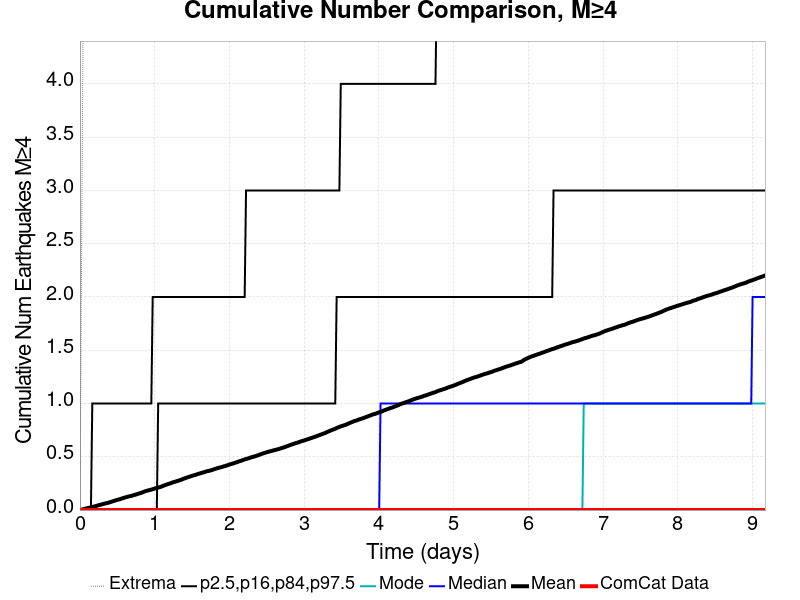 Cumulative Number Comparison, M≥4
Cumulative Num Earthquakes M≥4
4.0
3.5
3.0
2.5
2.0
1.5
1.0
0.5
0.0
0 1 2 3 4 5 6 7 8 9
Time (days)
Extrema p2.5,p16,p84,p97.5 Mode Median Mean ComCat Data